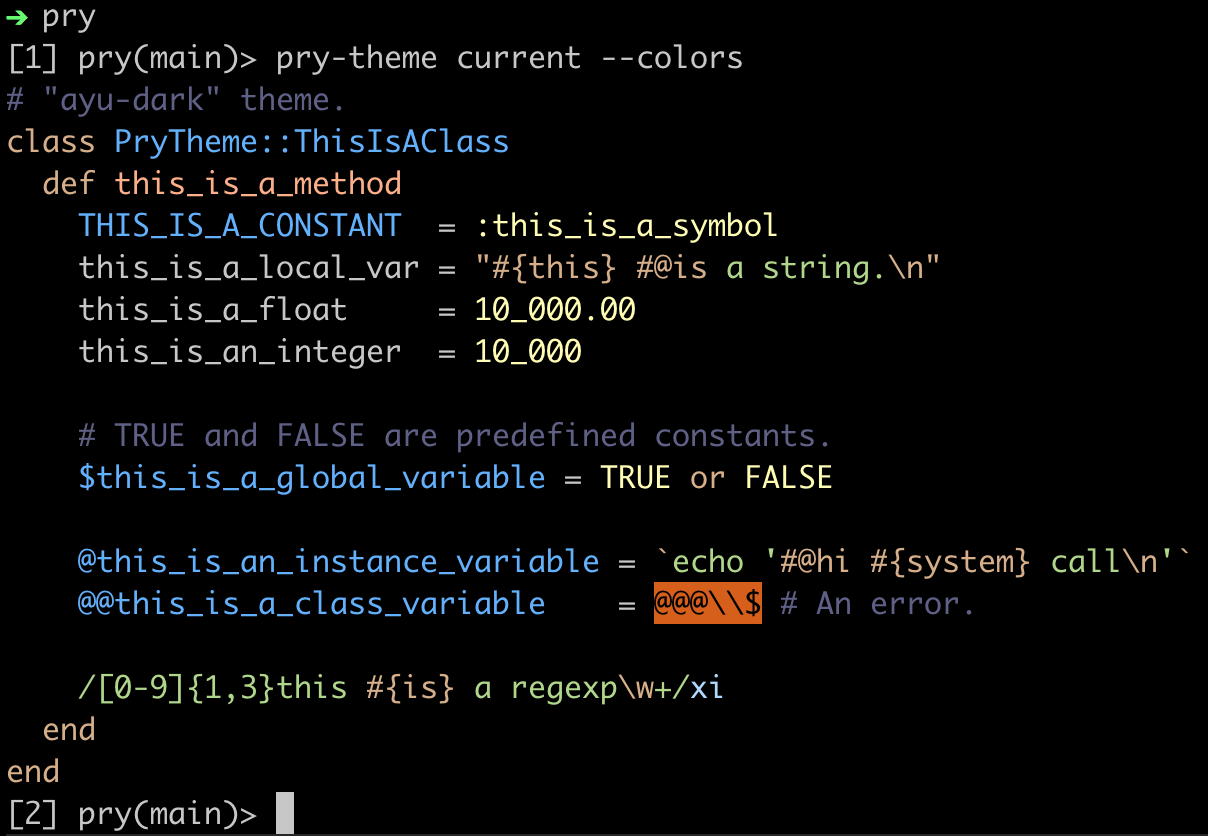 ➔ pry
[1] pry(main)> pry-theme current --colors
# "ayu-dark" theme.
class PryTheme::ThisIsAClass
  def this_is_a_method
    THIS_IS_A_CONSTANT  = :this_is_a_symbol
    this_is_a_local_var = "#{this} #@is a string.\n"
    this_is_a_float     = 10_000.00
    this_is_an_integer  = 10_000

    # TRUE and FALSE are predefined constants.
    $this_is_a_global_variable = TRUE or FALSE

    @this_is_an_instance_variable = `echo '#@hi #{system} call\n'`
    @@this_is_a_class_variable    = @@@\\$ # An error.

    /[0-9]{1,3}this #{is} a regexp\w+/xi
  end
end
[2] pry(main)>